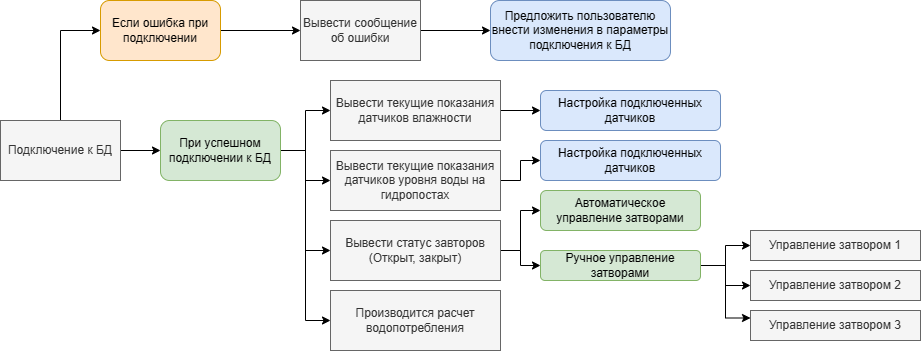 Если ошибка при
подключении
Вывести сообщение
об ошибки
Предложить пользователю
внести изменения в параметры
подключения к БД
Подключение к БД
При успешном
подключении к БД
Вывести текущие показания
датчиков влажности
Настройка подключенных
датчиков
Вывести текущие показания
датчиков уровня воды на
гидропостах
Настройка подключенных
датчиков
Вывести статус завторов
(Открыт, закрыт)
Автоматическое
управление затворами
Ручное управление
затворами
Управление затвором 1
Управление затвором 2
Управление затвором 3
Производится расчет
водопотребления